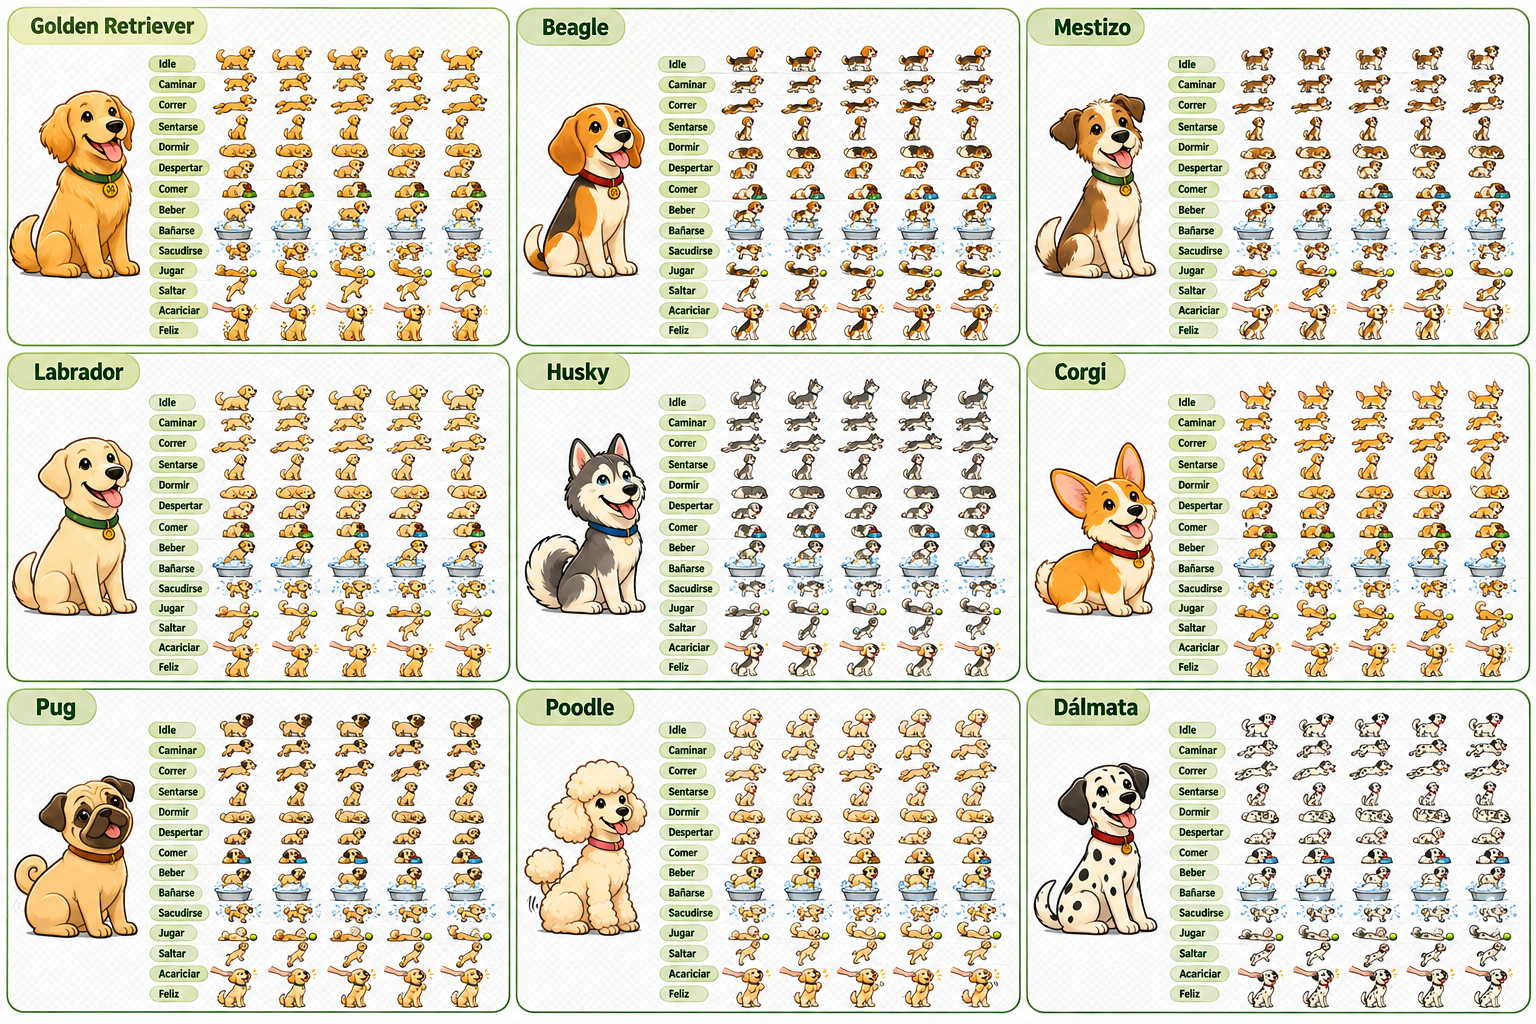 Golden Retriever
Idle
Caminar
Correr
Sentarse
Dormir
Despertar
Comer
Beber
Bañarse
Sacudirse
Jugar
Saltar
Acariciar
Feliz
Beagle
Idle
Caminar
Correr
Sentarse
Dormir
Despertar
Comer
Beber
Bañarse
Sacudirse
Jugar
Saltar
Acariciar
Feliz
Mestizo
Idle
Caminar
Correr
Sentarse
Dormir
Despertar
Comer
Beber
Bañarse
Sacudirse
Jugar
Saltar
Acariciar
Feliz
Labrador
Idle
Caminar
Correr
Sentarse
Dormir
Despertar
Comer
Beber
Bañarse
Sacudirse
Jugar
Saltar
Acariciar
Feliz
Husky
Idle
Caminar
Correr
Sentarse
Dormir
Despertar
Comer
Beber
Bañarse
Sacudirse
Jugar
Saltar
Acariciar
Feliz
Corgi
Idle
Caminar
Correr
Sentarse
Dormir
Despertar
Comer
Beber
Bañarse
Sacudirse
Jugar
Saltar
Acariciar
Feliz
Pug
Idle
Caminar
Correr
Sentarse
Dormir
Despertar
Comer
Beber
Bañarse
Sacudirse
Jugar
Saltar
Acariciar
Feliz
Poodle
Idle
Caminar
Correr
Sentarse
Dormir
Despertar
Comer
Beber
Bañarse
Sacudirse
Jugar
Saltar
Acariciar
Feliz
Dálmata
Idle
Caminar
Correr
Sentarse
Dormir
Despertar
Comer
Beber
Bañarse
Sacudirse
Jugar
Saltar
Acariciar
Feliz